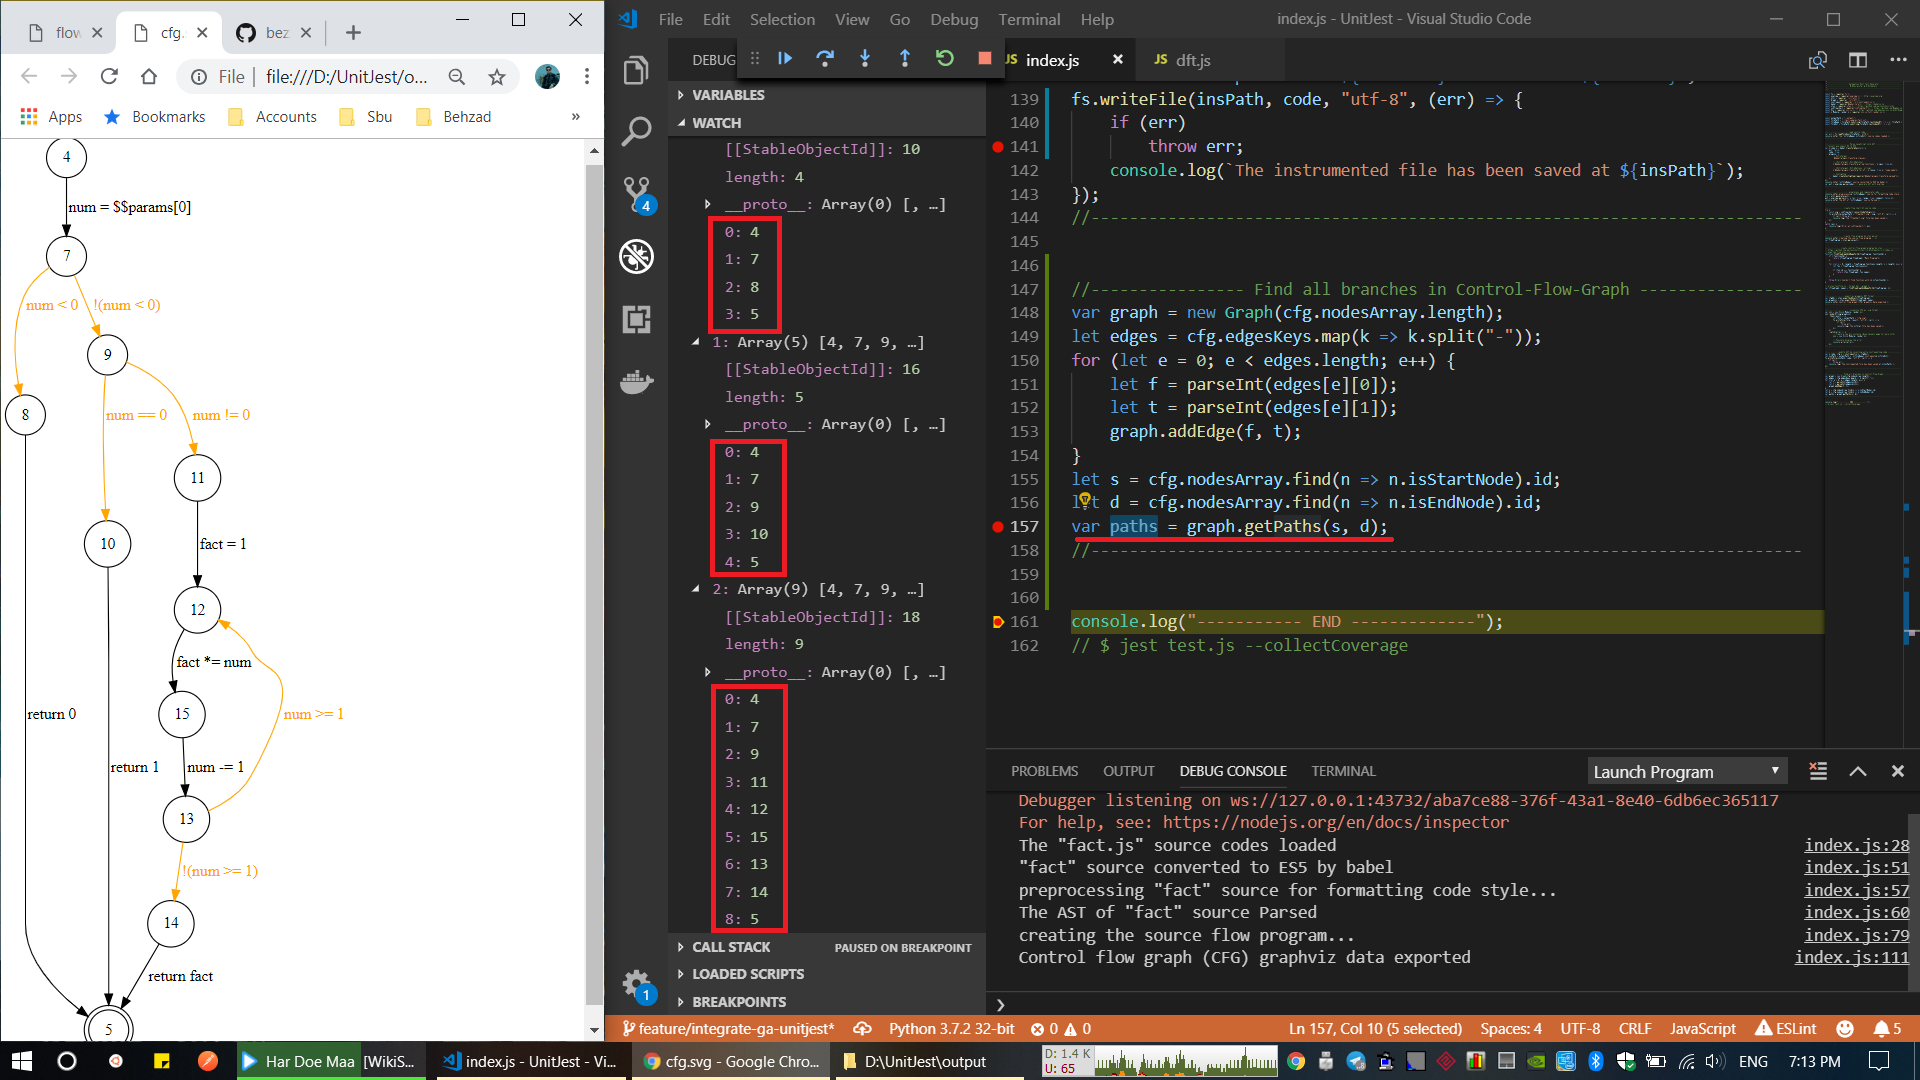 flow
cfg.
bez
File
file:///D:/UnitJest/o...
Apps
Bookmarks
Accounts
Sbu
Behzad
»
4
num = $$params[0]
7
num < 0
!(num < 0)
9
8
num == 0
num != 0
11
10
fact = 1
12
fact *= num
15
return 0
num >= 1
return 1
num -= 1
13
!(num >= 1)
14
return fact
5
File Edit Selection View Go Debug Terminal Help
index.js - UnitJest - Visual Studio Code
DEBUG
VARIABLES
WATCH
[[StableObjectId]]: 10
length: 4
__proto__: Array(0) [, …]
0: 4
1: 7
2: 8
3: 5
1: Array(5) [4, 7, 9, …]
[[StableObjectId]]: 16
length: 5
__proto__: Array(0) [, …]
0: 4
1: 7
2: 9
3: 10
4: 5
2: Array(9) [4, 7, 9, …]
[[StableObjectId]]: 18
length: 9
__proto__: Array(0) [, …]
0: 4
1: 7
2: 9
3: 11
4: 12
5: 15
6: 13
7: 14
8: 5
CALL STACK
PAUSED ON BREAKPOINT
LOADED SCRIPTS
BREAKPOINTS
4
1
JS index.js
JS dft.js
139 fs.writeFile(insPath, code, "utf-8", (err) => {
140 if (err)
141 throw err;
142 console.log(`The instrumented file has been saved at ${insPath}`);
143 });
144 //--------------------------------------------------------------------------
145
146
147 //---------------- Find all branches in Control-Flow-Graph -----------------
148 var graph = new Graph(cfg.nodesArray.length);
149 let edges = cfg.edgesKeys.map(k => k.split("-"));
150 for (let e = 0; e < edges.length; e++) {
151 let f = parseInt(edges[e][0]);
152 let t = parseInt(edges[e][1]);
153 graph.addEdge(f, t);
154 }
155 let s = cfg.nodesArray.find(n => n.isStartNode).id;
156 let d = cfg.nodesArray.find(n => n.isEndNode).id;
157 var paths = graph.getPaths(s, d);
158 //--------------------------------------------------------------------------
159
160
161 console.log("----------- END -------------");
162 // $ jest test.js --collectCoverage
PROBLEMS OUTPUT DEBUG CONSOLE TERMINAL
Launch Program
Debugger listening on ws://127.0.0.1:43732/aba7ce88-376f-43a1-8e40-6db6ec365117
For help, see: https://nodejs.org/en/docs/inspector
The "fact.js" source codes loaded index.js:28
"fact" source converted to ES5 by babel index.js:51
preprocessing "fact" source for formatting code style... index.js:57
The AST of "fact" source Parsed index.js:60
creating the source flow program... index.js:79
Control flow graph (CFG) graphviz data exported index.js:111
feature/integrate-ga-unitjest* Python 3.7.2 32-bit 0 0 Ln 157, Col 10 (5 selected) Spaces: 4 UTF-8 CRLF JavaScript ESLint 5
Har Doe Maa [WikiS... index.js - UnitJest - Vi... cfg.svg - Google Chro... D:\UnitJest\output
D: 1.4 K
U: 65
ENG 7:13 PM